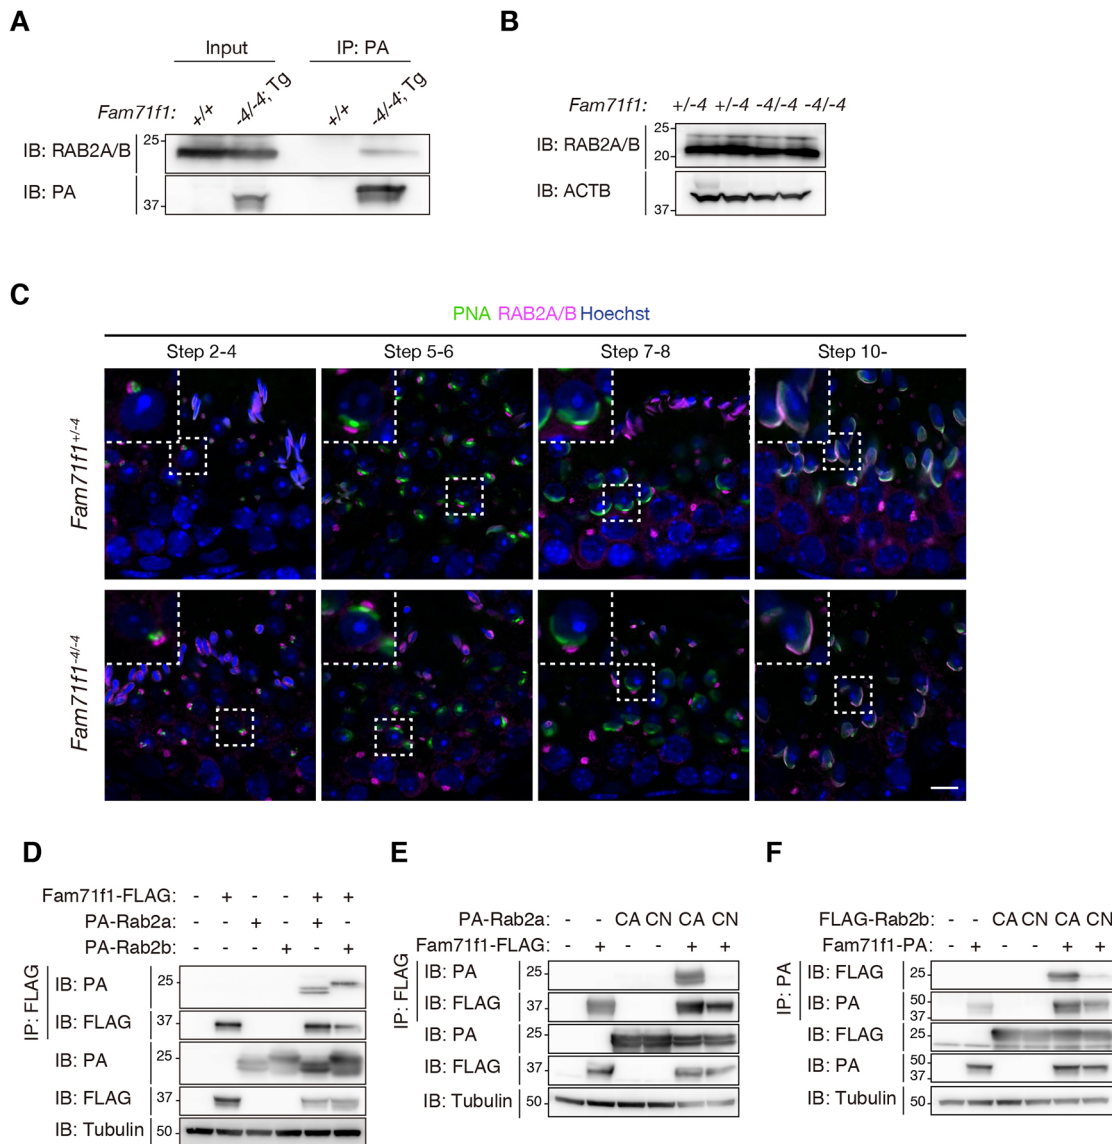 A
Input IP: PA
Fam71f1: +/+ -4/-4; Tg +/+ -4/-4; Tg
IB: RAB2A/B 25
IB: PA 37
B
Fam71f1: +/-4 +/-4 -4/-4 -4/-4
IB: RAB2A/B 25 20
IB: ACTB 37
C
PNA RAB2A/B Hoechst
Step 2-4 Step 5-6 Step 7-8 Step 10-
Fam71f1+/-4
Fam71f1-4/-4
D
Fam71f1-FLAG: - + - - + +
PA-Rab2a: - - + - + -
PA-Rab2b: - - - + - +
IP: FLAG
IB: PA 25
IB: FLAG 37
IB: PA 25
IB: FLAG 37
IB: Tubulin 50
E
PA-Rab2a: - - CA CN CA CN
Fam71f1-FLAG: - + - - + +
IP: FLAG
IB: PA 25
IB: FLAG 37
IB: PA 25
IB: FLAG 37
IB: Tubulin 50
F
FLAG-Rab2b: - - CA CN CA CN
Fam71f1-PA: - + - - + +
IP: PA
IB: FLAG 25
IB: PA 50 37
IB: FLAG 25
IB: PA 50 37
IB: Tubulin 50